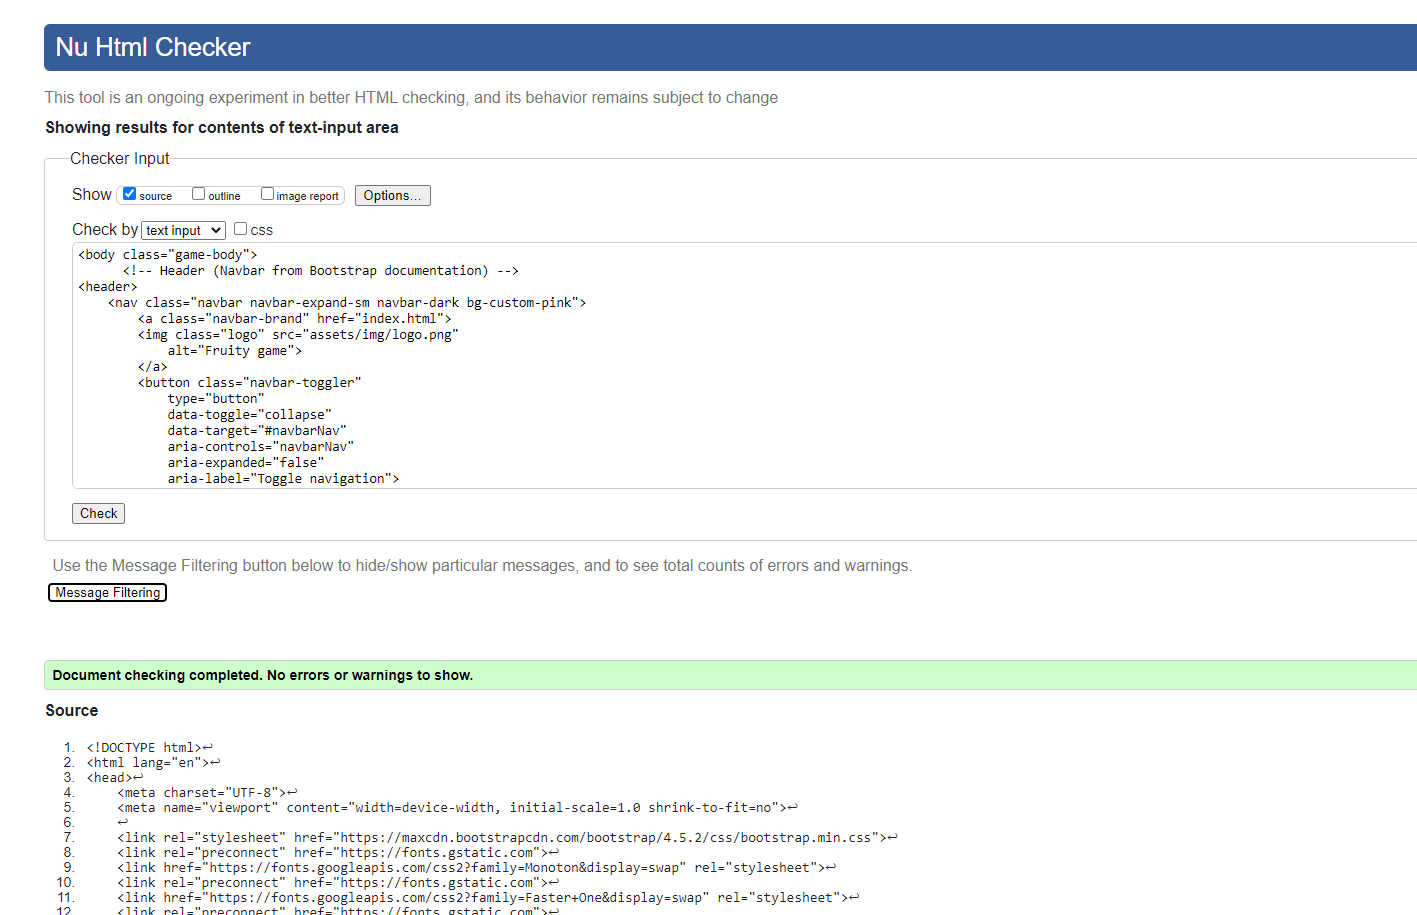 Nu Html Checker
This tool is an ongoing experiment in better HTML checking, and its behavior remains subject to change
Showing results for contents of text-input area
Checker Input
Show source outline image report Options...
Check by text input css
<body class="game-body">
<!-- Header (Navbar from Bootstrap documentation) -->
<header>
<nav class="navbar navbar-expand-sm navbar-dark bg-custom-pink">
<a class="navbar-brand" href="index.html">
<img class="logo" src="assets/img/logo.png"
alt="Fruity game">
</a>
<button class="navbar-toggler"
type="button"
data-toggle="collapse"
data-target="#navbarNav"
aria-controls="navbarNav"
aria-expanded="false"
aria-label="Toggle navigation">
Check
Use the Message Filtering button below to hide/show particular messages, and to see total counts of errors and warnings.
Message Filtering
Document checking completed. No errors or warnings to show.
Source
1. <!DOCTYPE html>↩
2. <html lang="en">↩
3. <head>↩
4. <meta charset="UTF-8">↩
5. <meta name="viewport" content="width=device-width, initial-scale=1.0 shrink-to-fit=no">↩
6. ↩
7. <link rel="stylesheet" href="https://maxcdn.bootstrapcdn.com/bootstrap/4.5.2/css/bootstrap.min.css">↩
8. <link rel="preconnect" href="https://fonts.gstatic.com">↩
9. <link href="https://fonts.googleapis.com/css2?family=Monoton&display=swap" rel="stylesheet">↩
10. <link rel="preconnect" href="https://fonts.gstatic.com">↩
11. <link href="https://fonts.googleapis.com/css2?family=Faster+One&display=swap" rel="stylesheet">↩
12. <link rel="preconnect" href="https://fonts.gstatic.com">↩